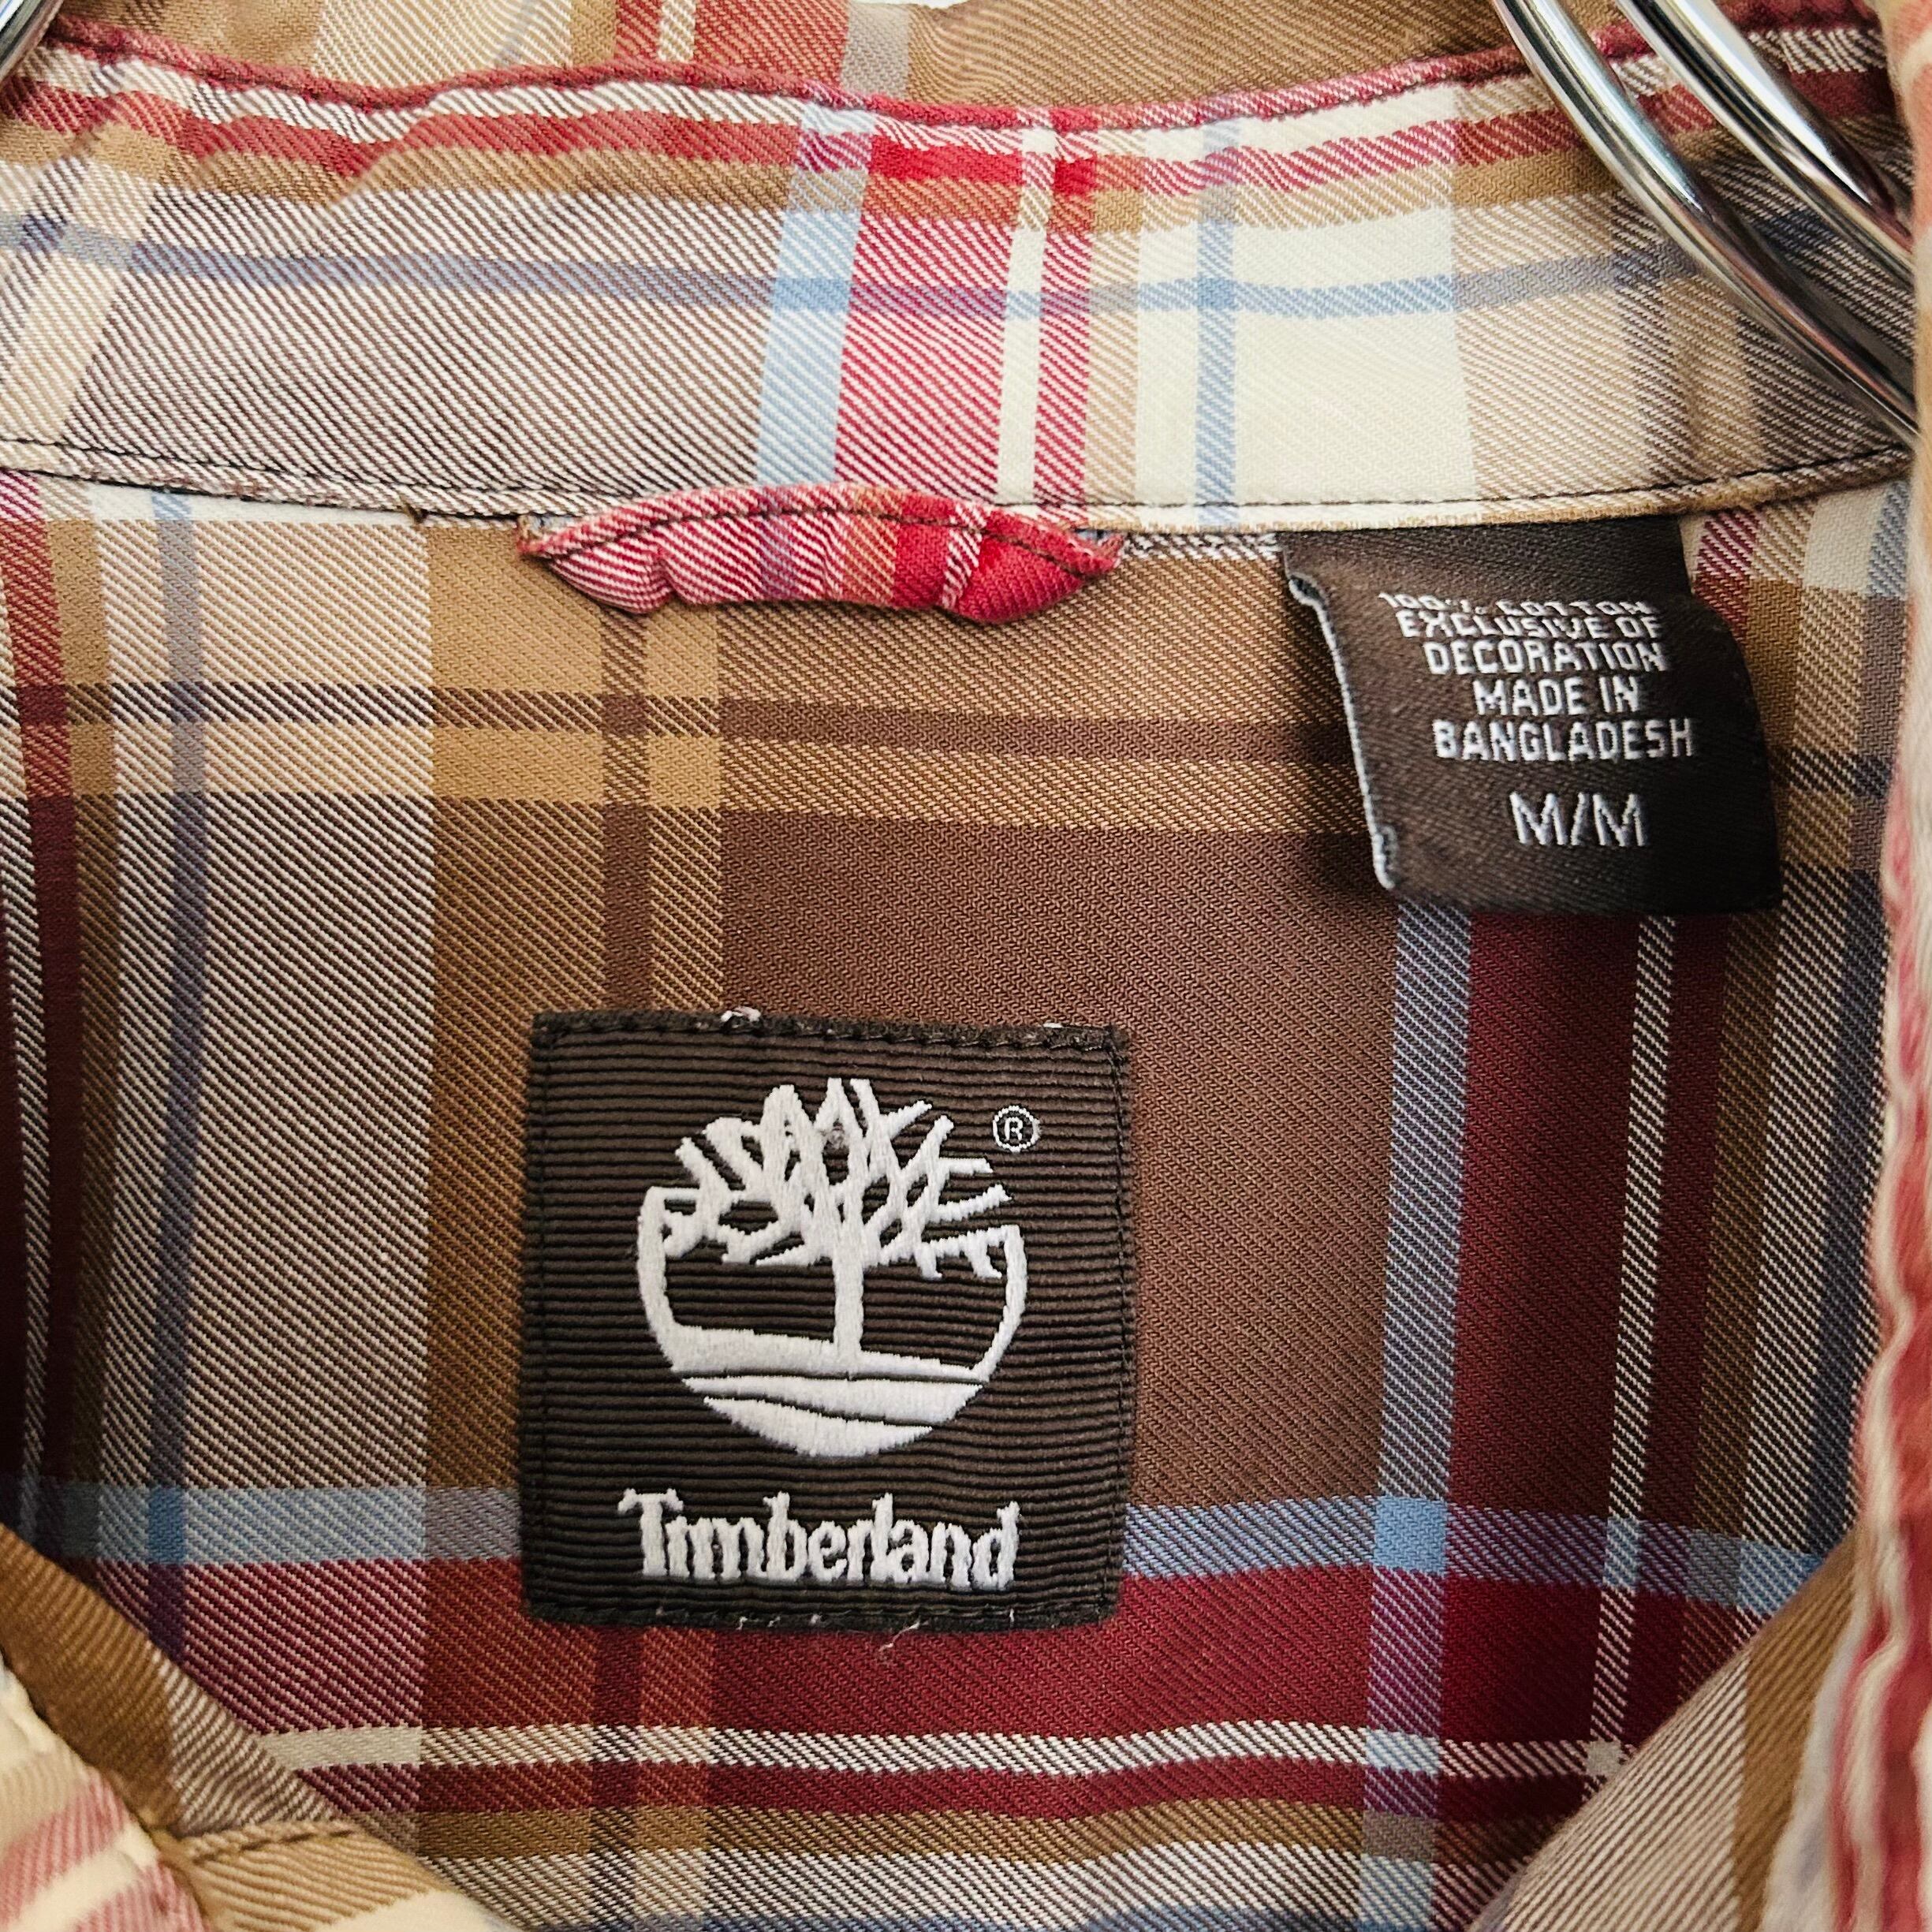 100% COTTON
EXCLUSIVE OF
DECORATION
MADE IN
BANGLADESH
M/M
®
Timberland